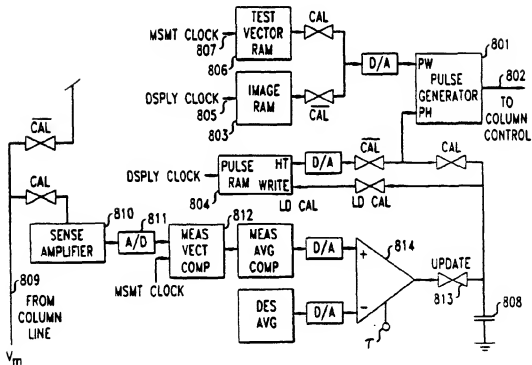 TEST
VECTOR
RAM
CAL
MSMT CLOCK
807
806
D/A
801
PW
PULSE
GENERATOR
PH
802
TO
COLUMN
CONTROL
IMAGE
RAM
DSPLY CLOCK
805
803
CAL
CAL
PULSE
RAM
HT
WRITE
D/A
CAL
CAL
DSPLY CLOCK
804
LD CAL
LD CAL
CAL
810
811
812
SENSE
AMPLIFIER
A/D
MEAS
VECT
COMP
MEAS
AVG
COMP
D/A
814
+
UPDATE
813
808
809
FROM
COLUMN
LINE
MSMT CLOCK
DES
AVG
D/A
−
τ
Vm